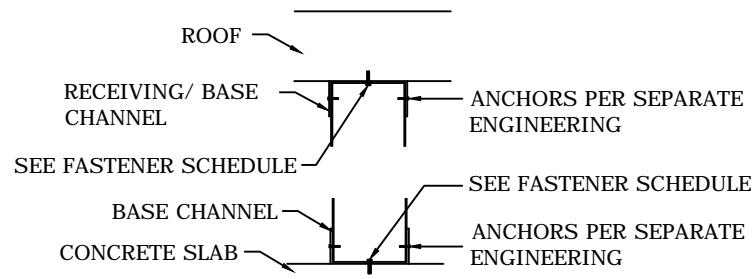 ROOF
RECEIVING/ BASE
CHANNEL
ANCHORS PER SEPARATE
ENGINEERING
SEE FASTENER SCHEDULE
SEE FASTENER SCHEDULE
BASE CHANNEL
ANCHORS PER SEPARATE
ENGINEERING
CONCRETE SLAB